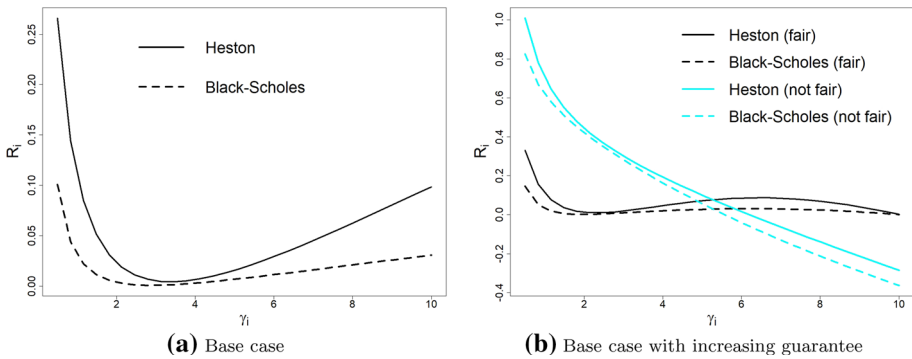 Heston
Black-Scholes
R_i
0.25
0.20
0.15
0.10
0.05
0.00
2 4 6 8 10
γ_i
(a) Base case
Heston (fair)
Black-Scholes (fair)
Heston (not fair)
Black-Scholes (not fair)
R_i
1.0
0.8
0.6
0.4
0.2
0.0
-0.2
-0.4
2 4 6 8 10
γ_i
(b) Base case with increasing guarantee